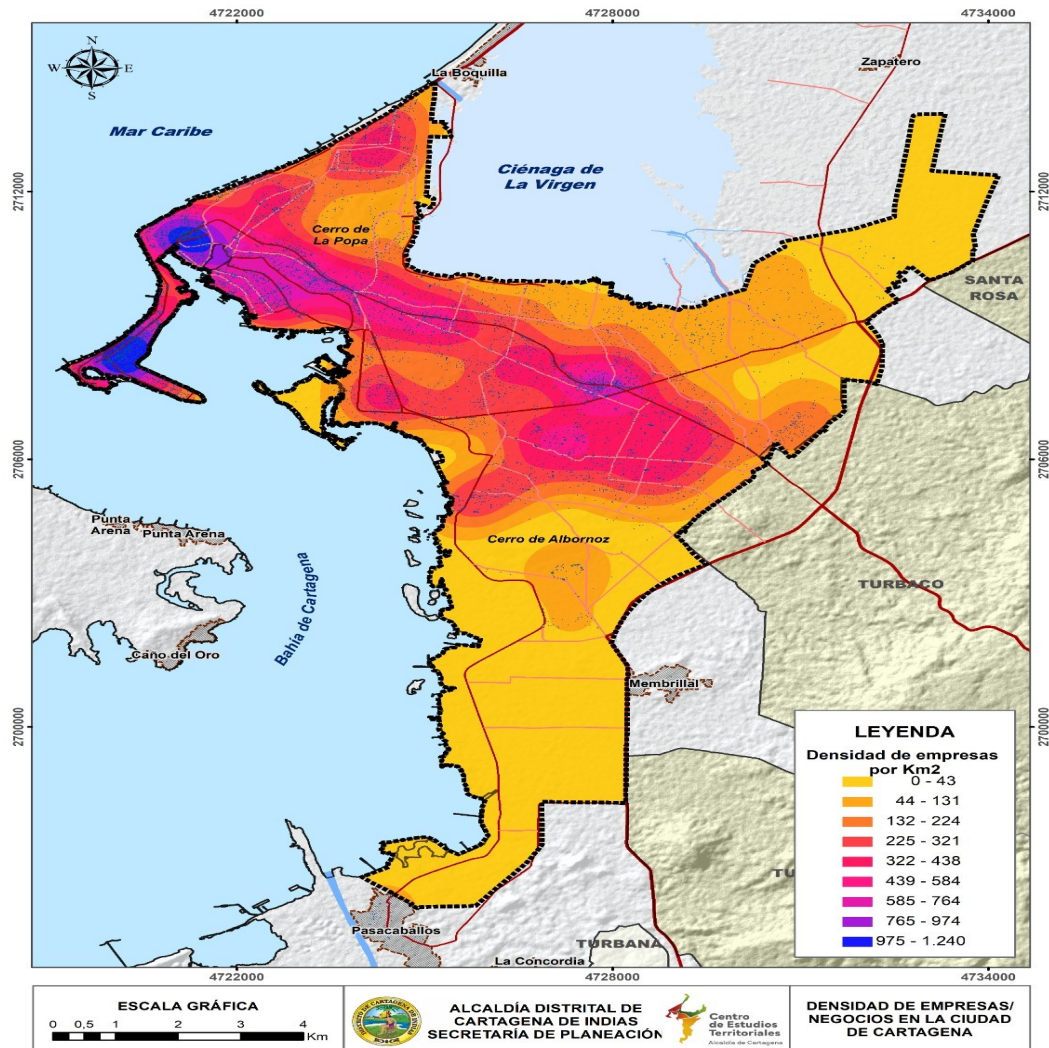 4722000
4728000
4734000
N
W
E
S
La Boquilla
Zapatero
Mar Caribe
Ciénaga de
La Virgen
2712000
2712000
Cerro de
La Popa
SANTA
ROSA
2706000
2706000
Punta
Arena
Punta Arena
Cerro de Albornoz
TURBACO
Bahía de Cartagena
Caño del Oro
Membrillal
2700000
2700000
LEYENDA
Densidad de empresas
por Km2
0 - 43
44 - 131
132 - 224
225 - 321
322 - 438
439 - 584
585 - 764
765 - 974
975 - 1.240
TU
Pasacaballos
TURBANA
La Concordia
4722000
4728000
4734000
ESCALA GRÁFICA
0 0,5 1 2 3 4
Km
ALCALDÍA DISTRITAL DE
CARTAGENA DE INDIAS
SECRETARÍA DE PLANEACIÓN
Centro
de Estudios
Territoriales
Alcaldía de Cartagena
DENSIDAD DE EMPRESAS/
NEGOCIOS EN LA CIUDAD
DE CARTAGENA